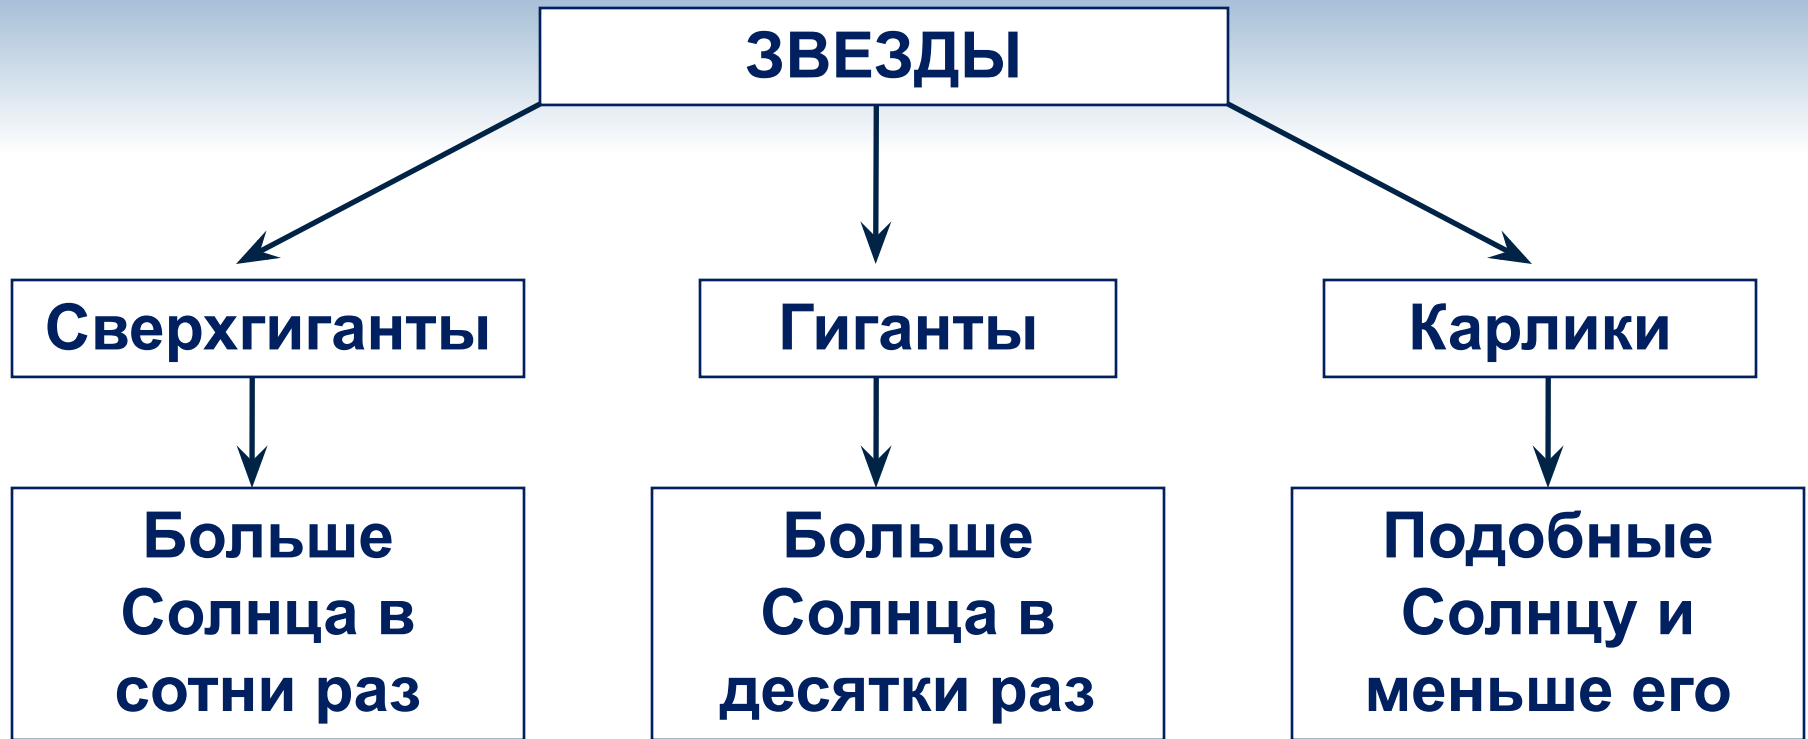 ЗВЕЗДЫ
Сверхгиганты
Гиганты
Карлики
Больше
Солнца в
сотни раз
Больше
Солнца в
десятки раз
Подобные
Солнцу и
меньше его